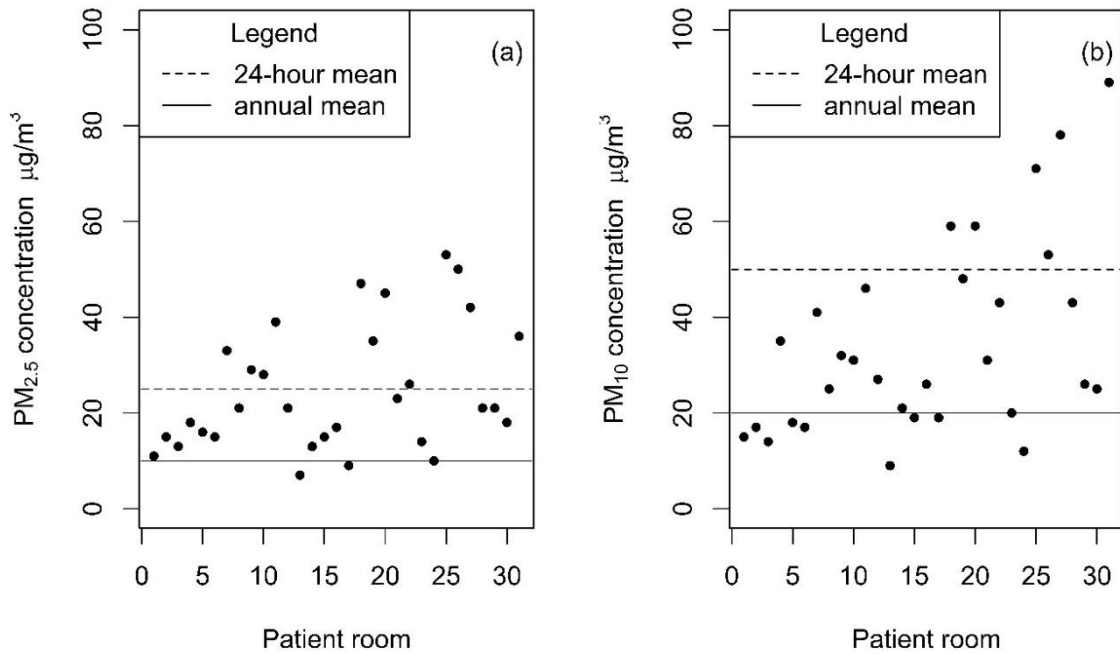 Legend
24-hour mean
annual mean
(a)
PM2.5 concentration μg/m³
100
80
60
40
20
0
0 5 10 15 20 25 30
Patient room
Legend
24-hour mean
annual mean
(b)
PM10 concentration μg/m³
100
80
60
40
20
0
0 5 10 15 20 25 30
Patient room